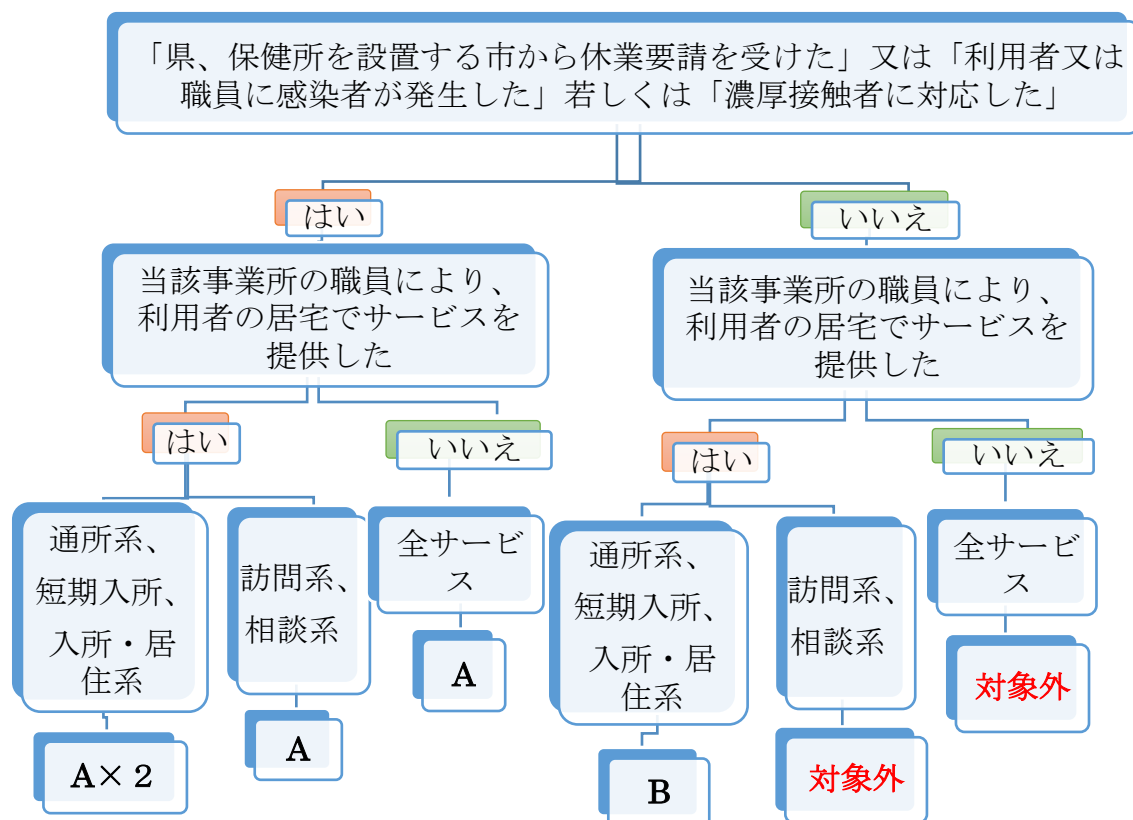 「県、保健所を設置する市から休業要請を受けた」又は「利用者又は
職員に感染者が発生した」若しくは「濃厚接触者に対応した」
はい
いいえ
当該事業所の職員により、
利用者の居宅でサービスを
提供した
当該事業所の職員により、
利用者の居宅でサービスを
提供した
はい
いいえ
はい
いいえ
通所系、
短期入所、
入所・居
住系
訪問系、
相談系
全サービ
ス
通所系、
短期入所、
入所・居
住系
訪問系、
相談系
全サービ
ス
A×２
A
A
B
対象外
対象外